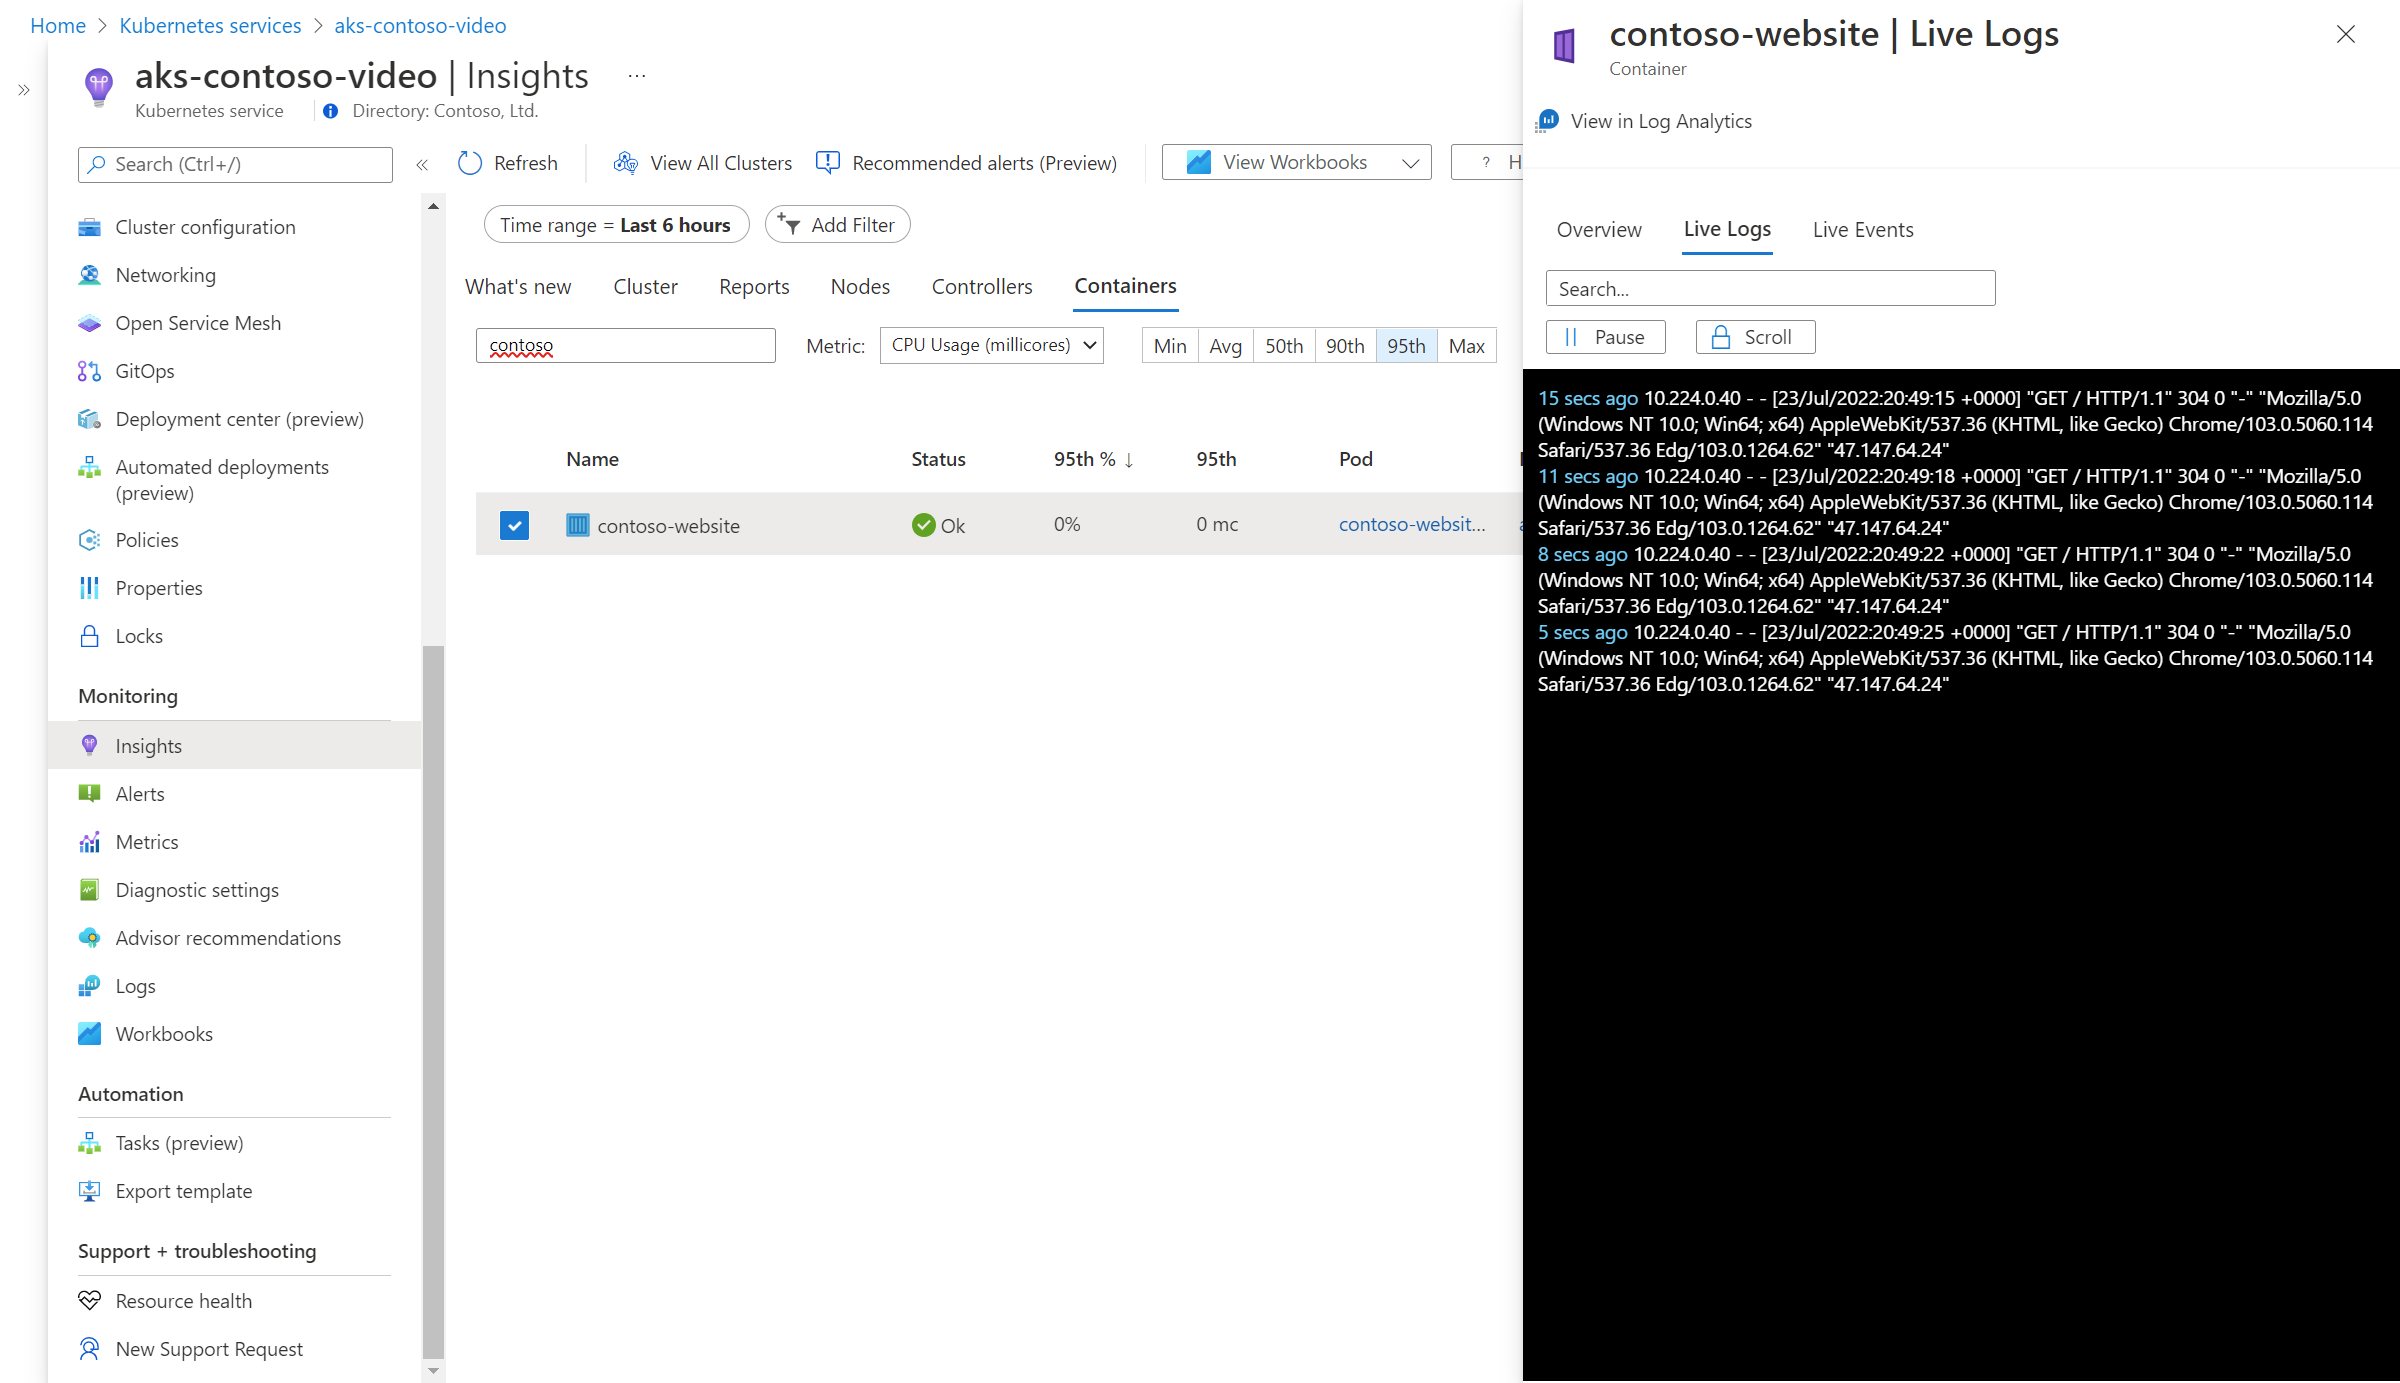 Home > Kubernetes services > aks-contoso-video
aks-contoso-video | Insights ...
Kubernetes service
Directory: Contoso, Ltd.
Search (Ctrl+/)
Cluster configuration
Networking
Open Service Mesh
GitOps
Deployment center (preview)
Automated deployments
(preview)
Policies
Properties
Locks
Monitoring
Insights
Alerts
Metrics
Diagnostic settings
Advisor recommendations
Logs
Workbooks
Automation
Tasks (preview)
Export template
Support + troubleshooting
Resource health
New Support Request
Refresh
View All Clusters
Recommended alerts (Preview)
View Workbooks
? H
Time range = Last 6 hours
Add Filter
What's new
Cluster
Reports
Nodes
Controllers
Containers
contoso
Metric:
CPU Usage (millicores)
Min
Avg
50th
90th
95th
Max
Name
Status
95th % ↓
95th
Pod
contoso-website
Ok
0%
0 mc
contoso-websit...
contoso-website | Live Logs
Container
View in Log Analytics
Overview
Live Logs
Live Events
Search...
Pause
Scroll
15 secs ago 10.224.0.40 - - [23/Jul/2022:20:49:15 +0000] "GET / HTTP/1.1" 304 0 "-" "Mozilla/5.0
(Windows NT 10.0; Win64; x64) AppleWebKit/537.36 (KHTML, like Gecko) Chrome/103.0.5060.114
Safari/537.36 Edg/103.0.1264.62" "47.147.64.24"
11 secs ago 10.224.0.40 - - [23/Jul/2022:20:49:18 +0000] "GET / HTTP/1.1" 304 0 "-" "Mozilla/5.0
(Windows NT 10.0; Win64; x64) AppleWebKit/537.36 (KHTML, like Gecko) Chrome/103.0.5060.114
Safari/537.36 Edg/103.0.1264.62" "47.147.64.24"
8 secs ago 10.224.0.40 - - [23/Jul/2022:20:49:22 +0000] "GET / HTTP/1.1" 304 0 "-" "Mozilla/5.0
(Windows NT 10.0; Win64; x64) AppleWebKit/537.36 (KHTML, like Gecko) Chrome/103.0.5060.114
Safari/537.36 Edg/103.0.1264.62" "47.147.64.24"
5 secs ago 10.224.0.40 - - [23/Jul/2022:20:49:25 +0000] "GET / HTTP/1.1" 304 0 "-" "Mozilla/5.0
(Windows NT 10.0; Win64; x64) AppleWebKit/537.36 (KHTML, like Gecko) Chrome/103.0.5060.114
Safari/537.36 Edg/103.0.1264.62" "47.147.64.24"